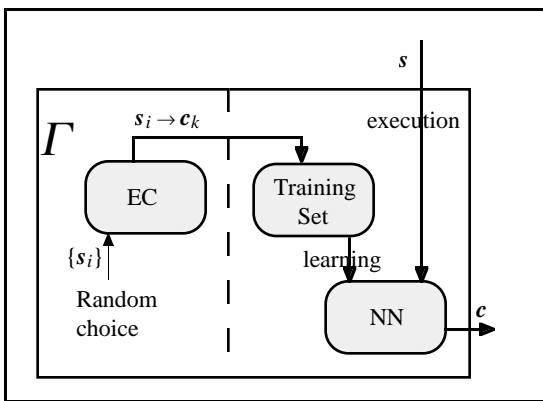 s
s_i → c_k
execution
Γ
EC
Training
Set
{s_i}
learning
Random
choice
NN
c